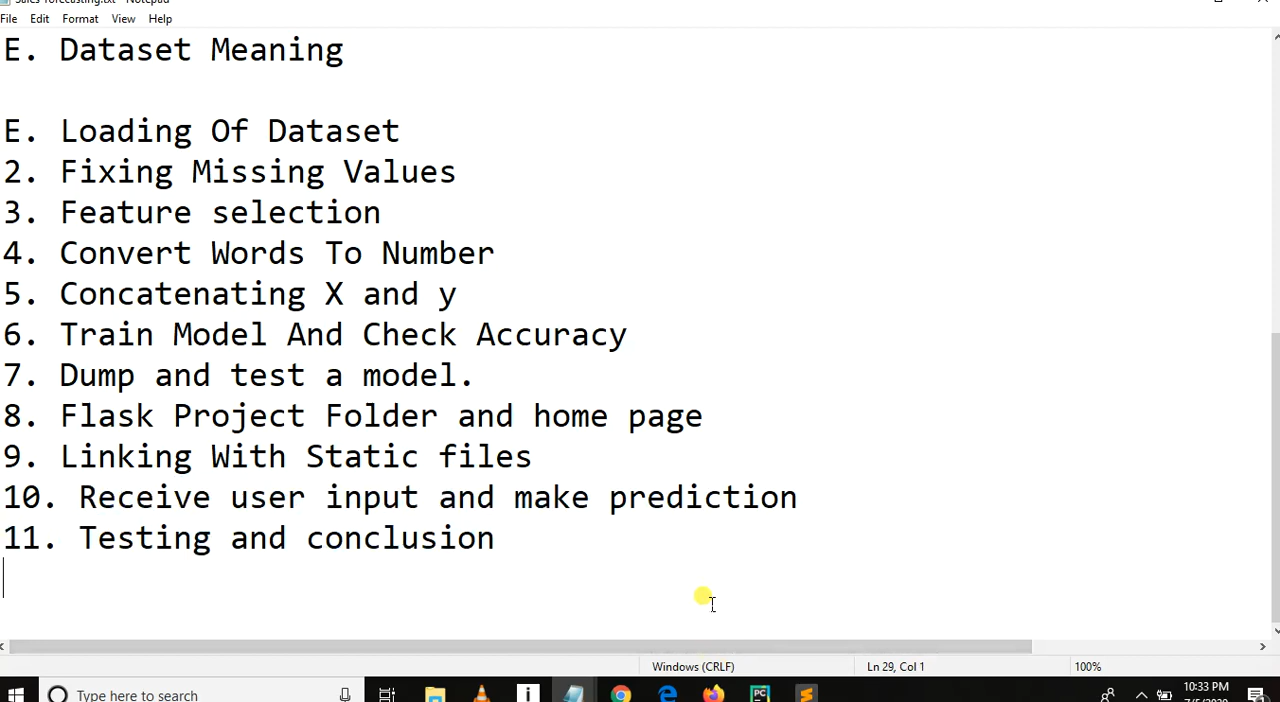 File Edit Format View Help
E. Dataset Meaning
E. Loading Of Dataset
2. Fixing Missing Values
3. Feature selection
4. Convert Words To Number
5. Concatenating X and y
6. Train Model And Check Accuracy
7. Dump and test a model.
8. Flask Project Folder and home page
9. Linking With Static files
10. Receive user input and make prediction
11. Testing and conclusion
Windows (CRLF) Ln 29, Col 1 100%
Type here to search PC 10:33 PM